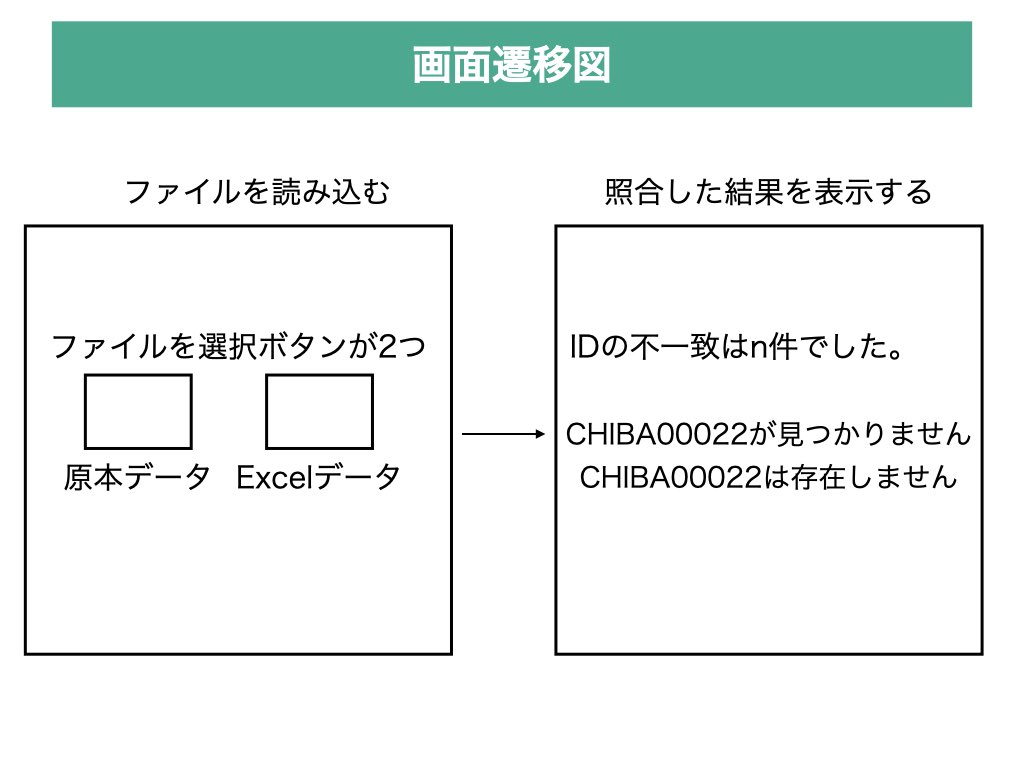 画面遷移図
ファイルを読み込む
照合した結果を表示する
ファイルを選択ボタンが2つ
原本データ
Excelデータ
IDの不一致はn件でした。
CHIBA00022が見つかりません
CHIBA00022は存在しません